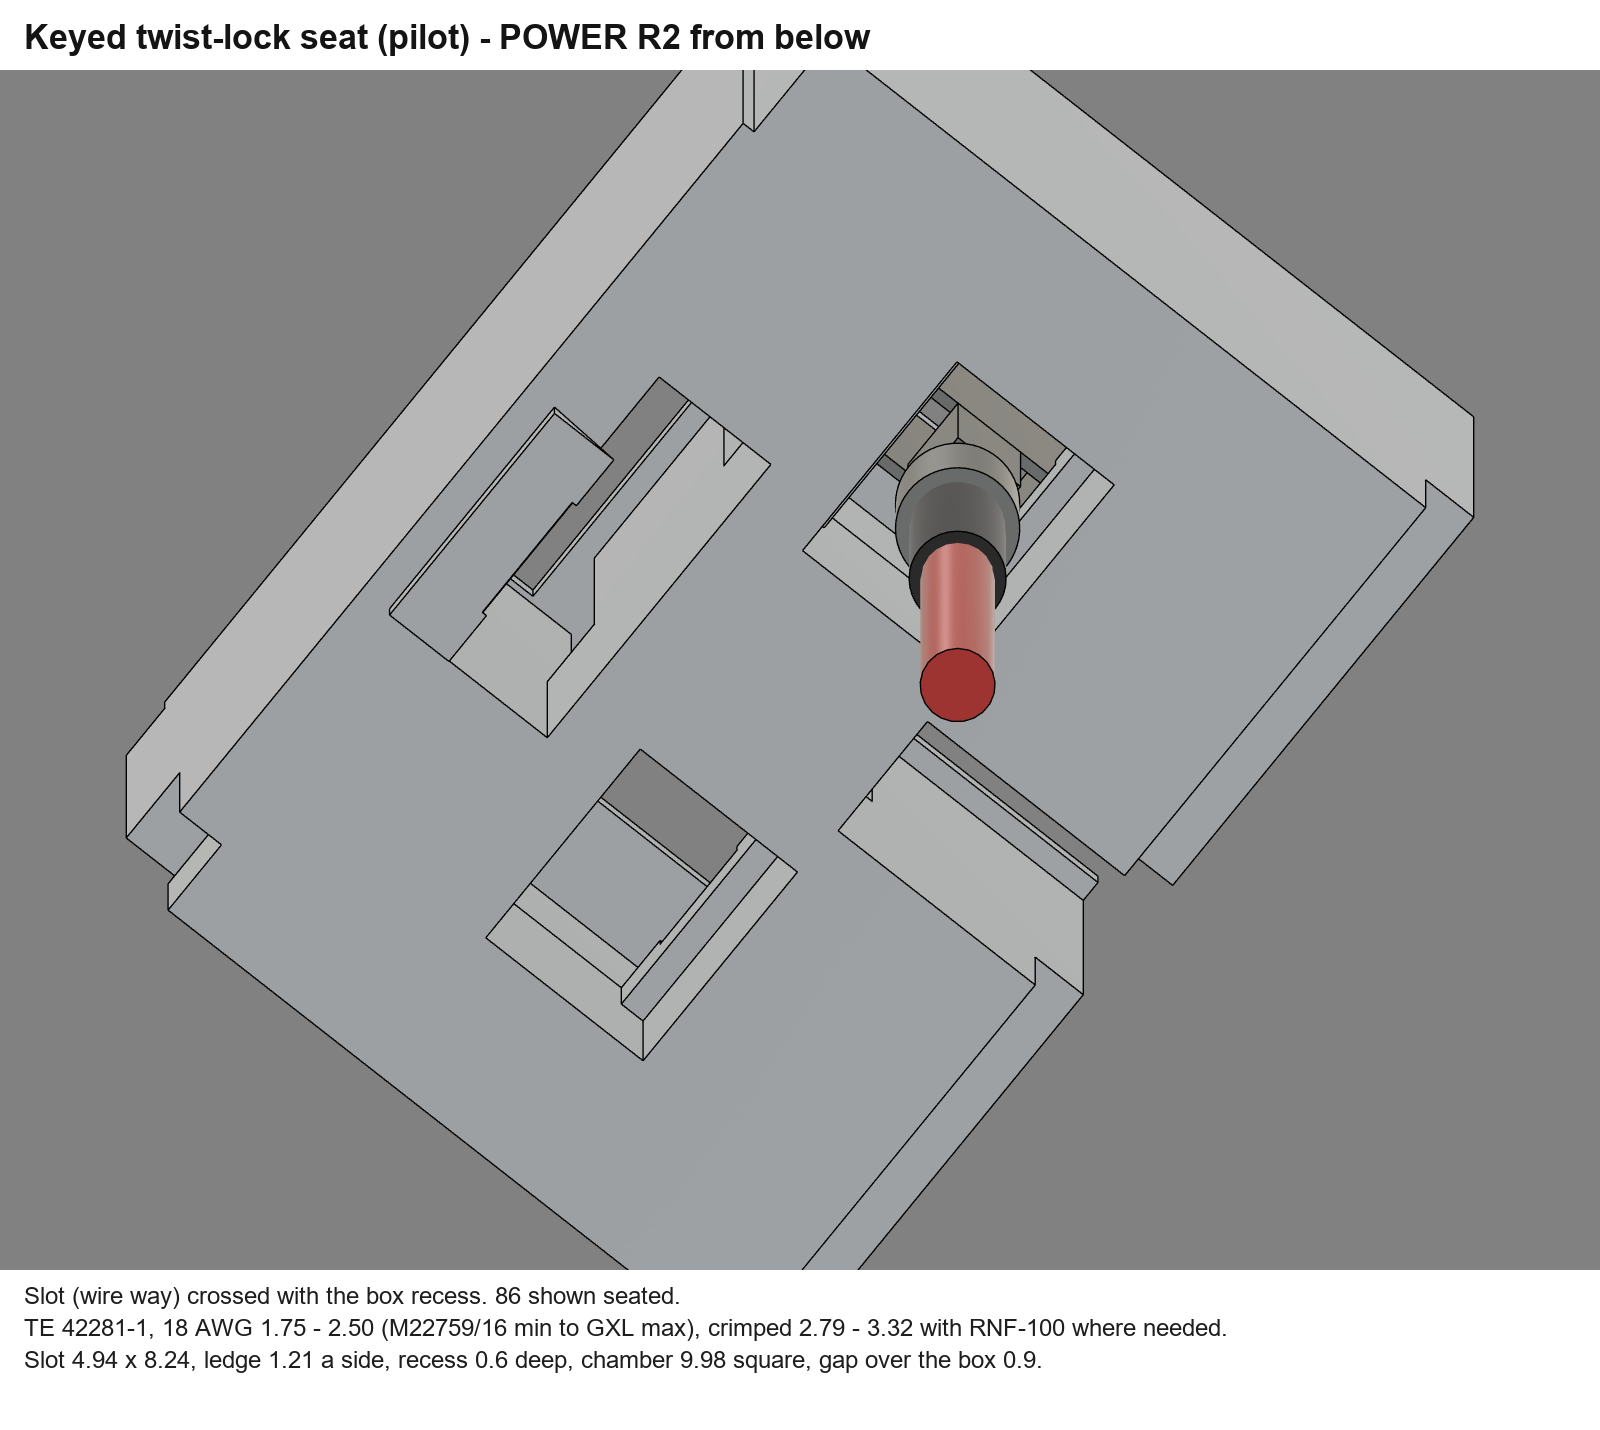 Keyed twist-lock seat (pilot) - POWER R2 from below
Slot (wire way) crossed with the box recess. 86 shown seated.
TE 42281-1, 18 AWG 1.75 - 2.50 (M22759/16 min to GXL max), crimped 2.79 - 3.32 with RNF-100 where needed.
Slot 4.94 x 8.24, ledge 1.21 a side, recess 0.6 deep, chamber 9.98 square, gap over the box 0.9.